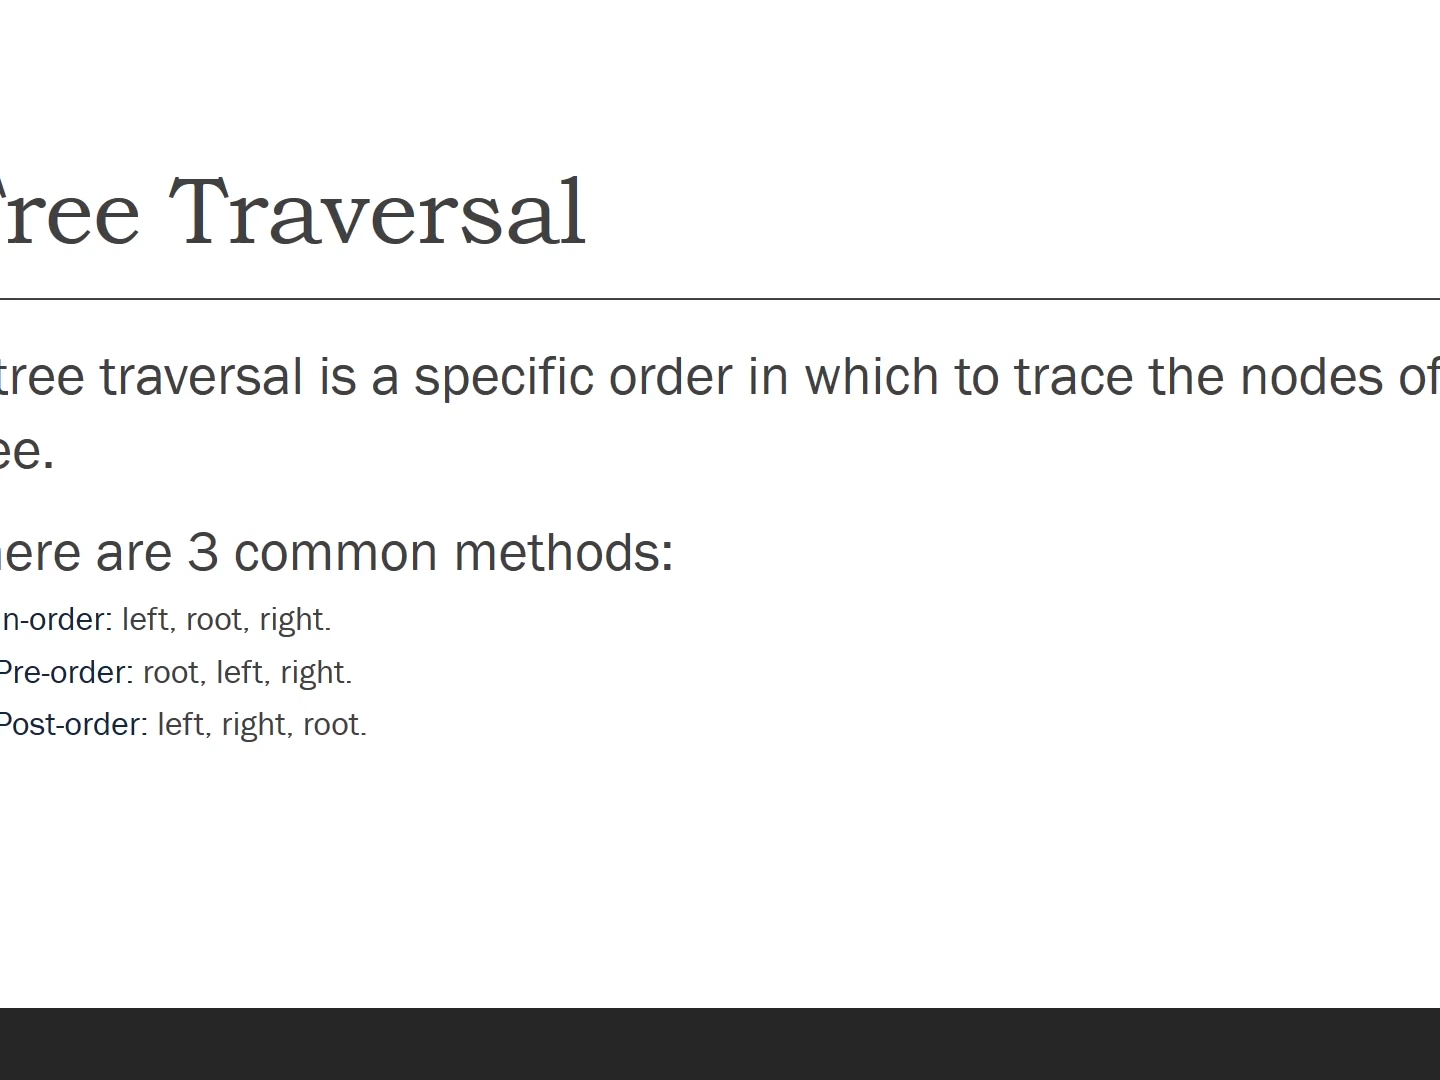 ree Traversal
tree traversal is a specific order in which to trace the nodes of
ee.
ere are 3 common methods:
n-order: left, root, right.
Pre-order: root, left, right.
Post-order: left, right, root.